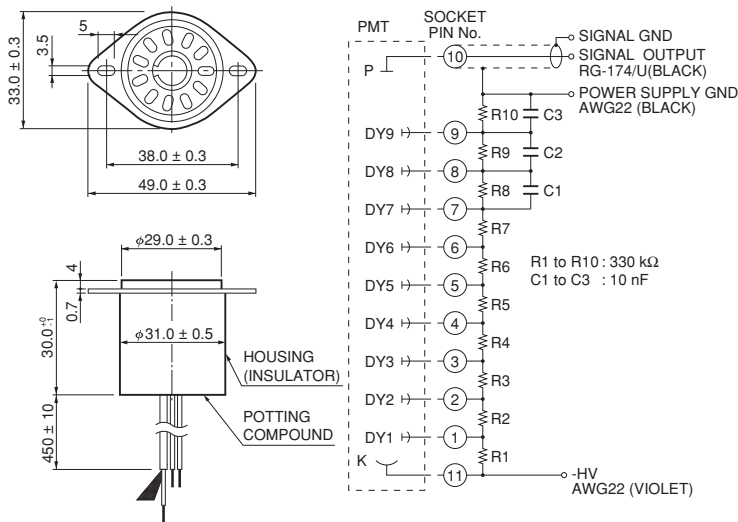 5
3.5
33.0 ± 0.3
38.0 ± 0.3
49.0 ± 0.3
φ29.0 ± 0.3
4
0.7
30.0 +0 -1
φ31.0 ± 0.5
450 ± 10
HOUSING
(INSULATOR)
POTTING
COMPOUND
PMT
SOCKET
PIN No.
P
10
SIGNAL GND
SIGNAL OUTPUT
RG-174/U(BLACK)
POWER SUPPLY GND
AWG22 (BLACK)
R10
C3
DY9
9
R9
C2
DY8
8
R8
C1
DY7
7
R7
DY6
6
R6
DY5
5
R5
DY4
4
R4
DY3
3
R3
DY2
2
R2
DY1
1
R1
K
11
-HV
AWG22 (VIOLET)
R1 to R10 : 330 kΩ
C1 to C3 : 10 nF